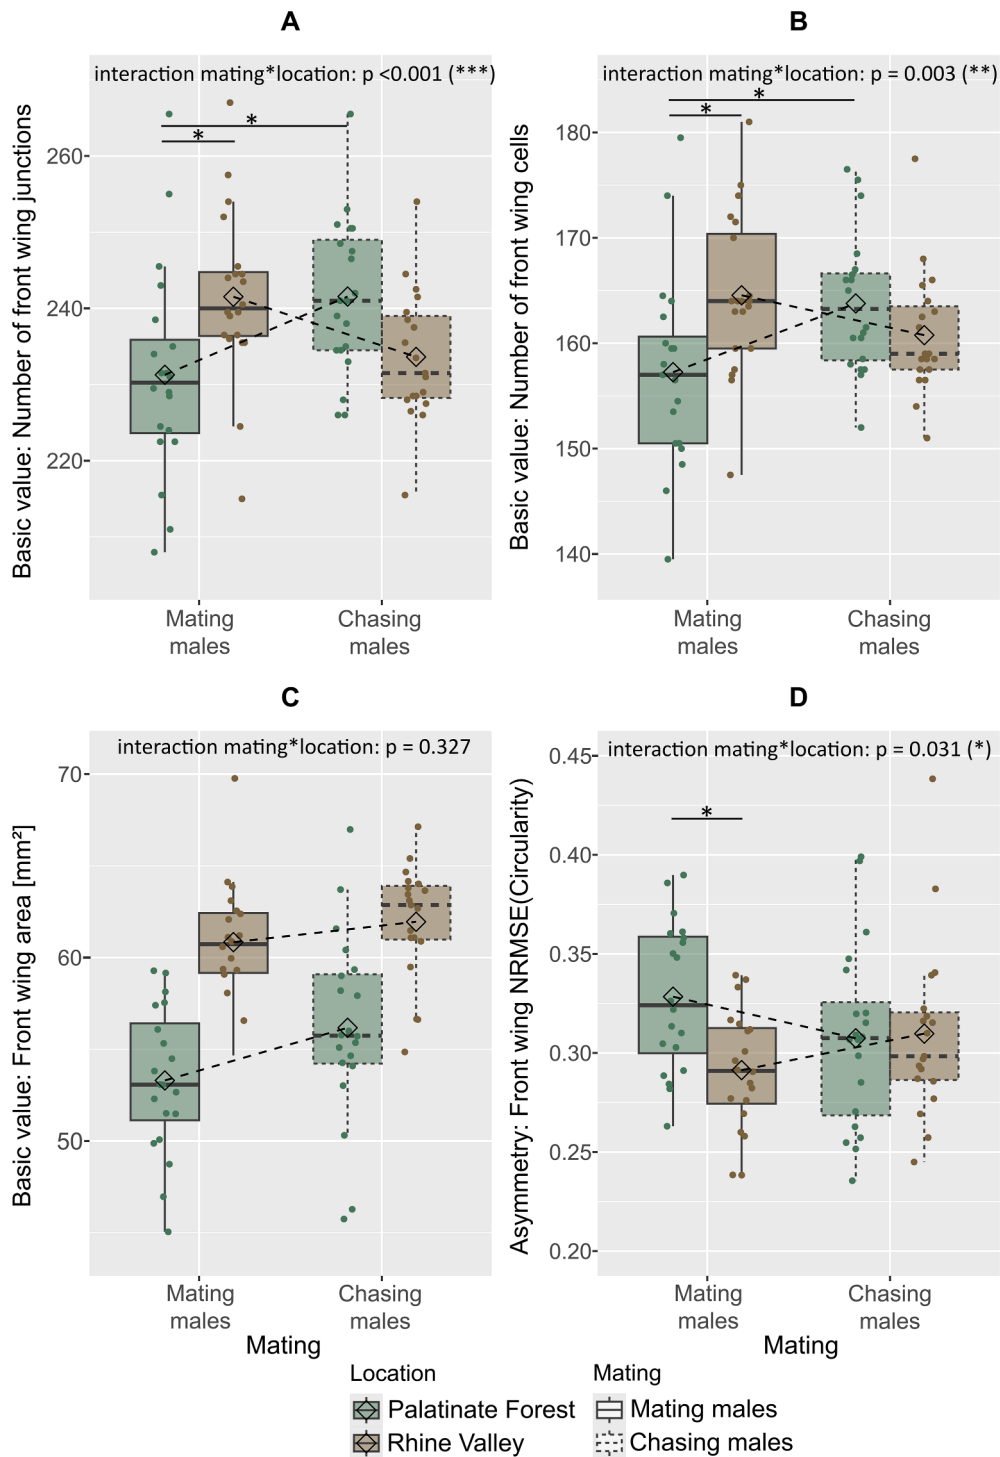 A
interaction mating*location: p <0.001 (***)
*
*
Basic value: Number of front wing junctions
260
240
220
Mating
males
Chasing
males
B
interaction mating*location: p = 0.003 (**)
*
*
Basic value: Number of front wing cells
180
170
160
150
140
Mating
males
Chasing
males
C
interaction mating*location: p = 0.327
Basic value: Front wing area [mm²]
70
60
50
Mating
males
Chasing
males
Mating
D
interaction mating*location: p = 0.031 (*)
*
Asymmetry: Front wing NRMSE(Circularity)
0.45
0.40
0.35
0.30
0.25
0.20
Mating
males
Chasing
males
Mating
Location
Palatinate Forest
Rhine Valley
Mating
Mating males
Chasing males